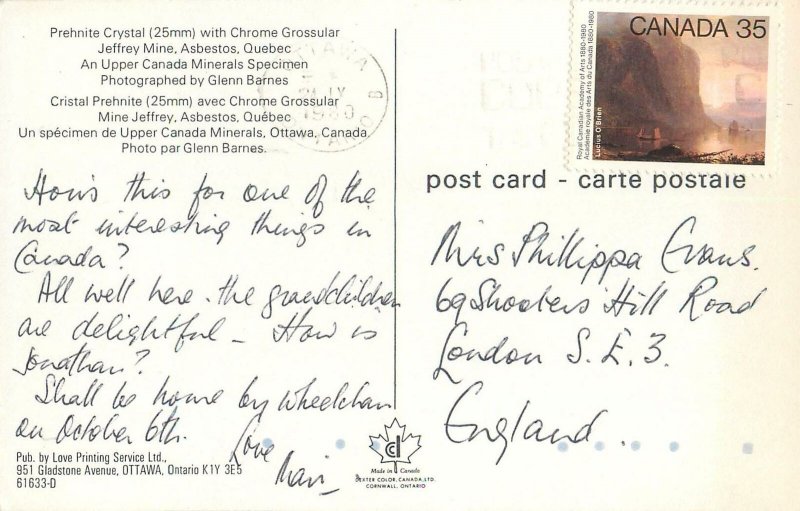 Prehnite Crystal (25mm) with Chrome Grossular
Jeffrey Mine, Asbestos, Quebec
An Upper Canada Minerals Specimen
Photographed by Glenn Barnes
Cristal Prehnite (25mm) avec Chrome Grossular
Mine Jeffrey, Asbestos, Québec
Un spécimen de Upper Canada Minerals, Ottawa, Canada
Photo par Glenn Barnes.
How's this for one of the
most interesting things in
Canada?
All well here - the grandchildren
are delightful - How is
Jonathan?
Shall be home by wheelchair
on October 6th.
Love
Pub. by Love Printing Service Ltd.,
951 Gladstone Avenue, OTTAWA, Ontario K1Y 3E5
61633-D
Made in Canada
DEXTER COLOR CANADA, LTD.
CORNWALL, ONTARIO
OTTAWA
IX
1980
ONTARIO
B
CANADA 35
Royal Canadian Academy of Arts 1880-1980
Académie royale des Arts du Canada 1880-1980
Lucius O'Brien
post card - carte postale
Mrs Phillippa Evans.
69 Shooters Hill Road
London S.E.3.
England.